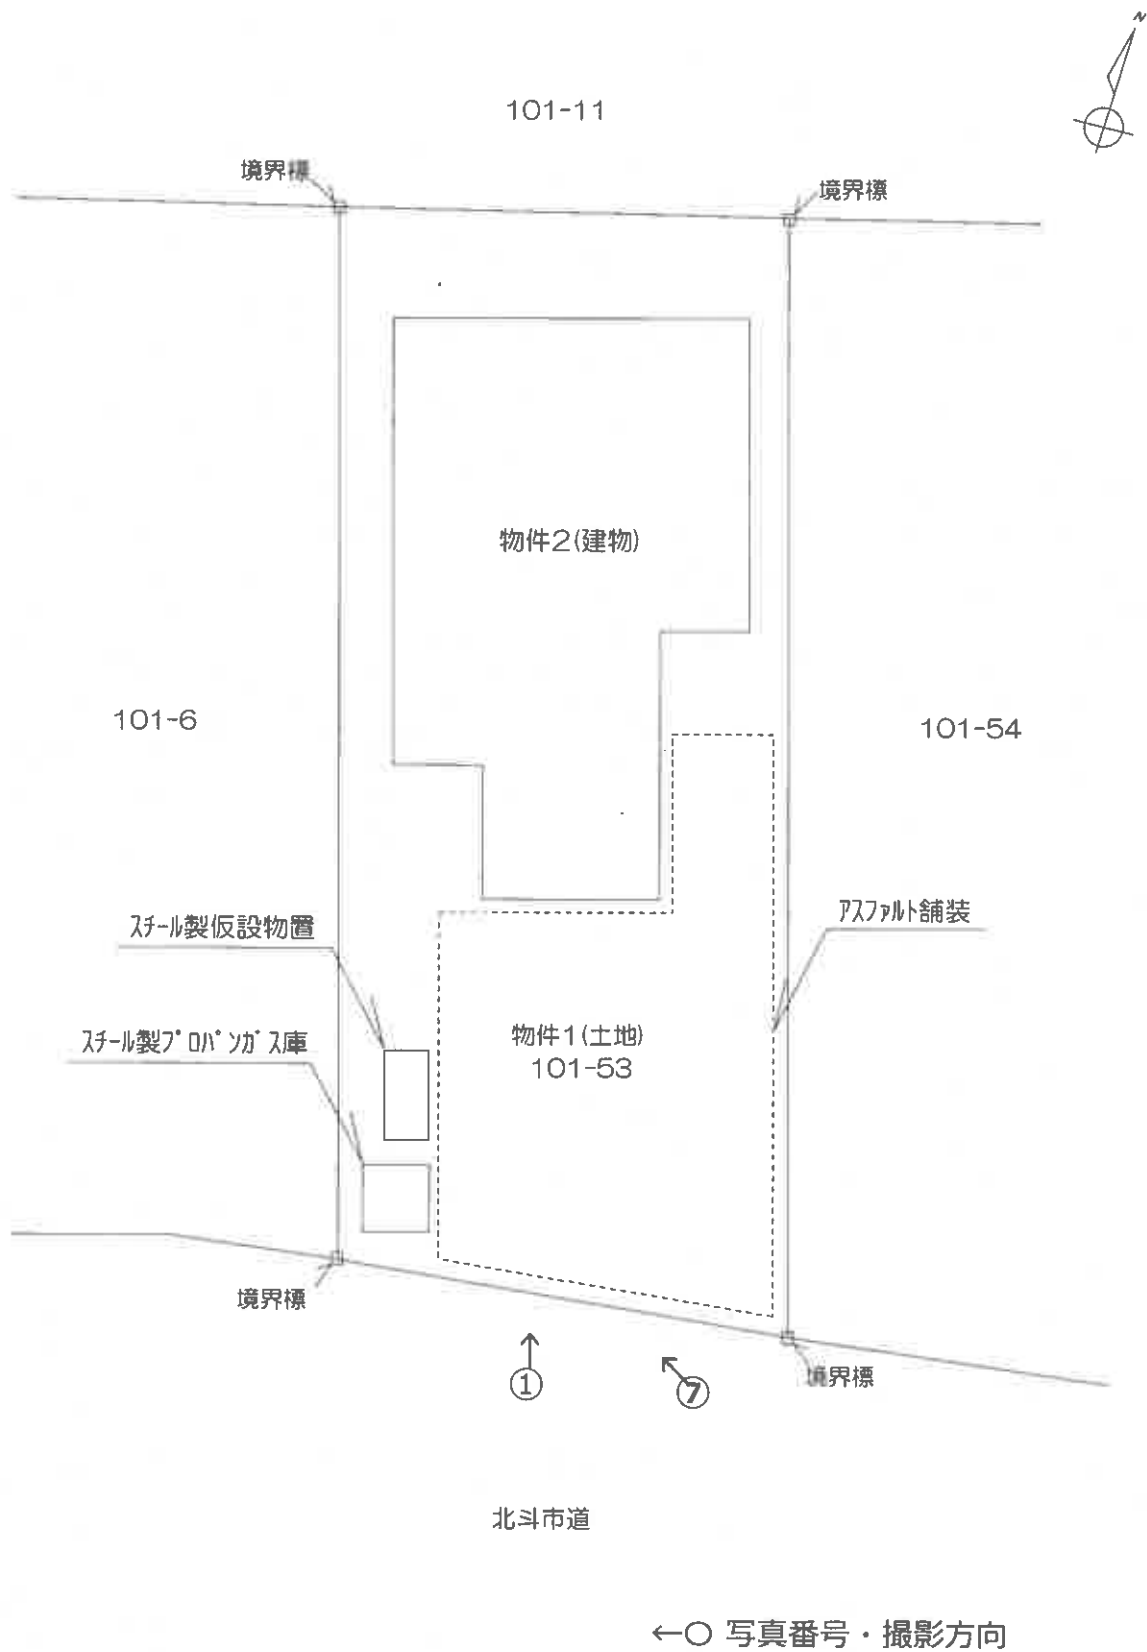 N
101-11
境界標
境界標
物件2(建物)
101-6
101-54
スチール製仮設物置
アスファルト舗装
スチール製プロパンガス庫
物件1(土地)
101-53
境界標
境界標
①
⑦
北斗市道
←○ 写真番号・撮影方向